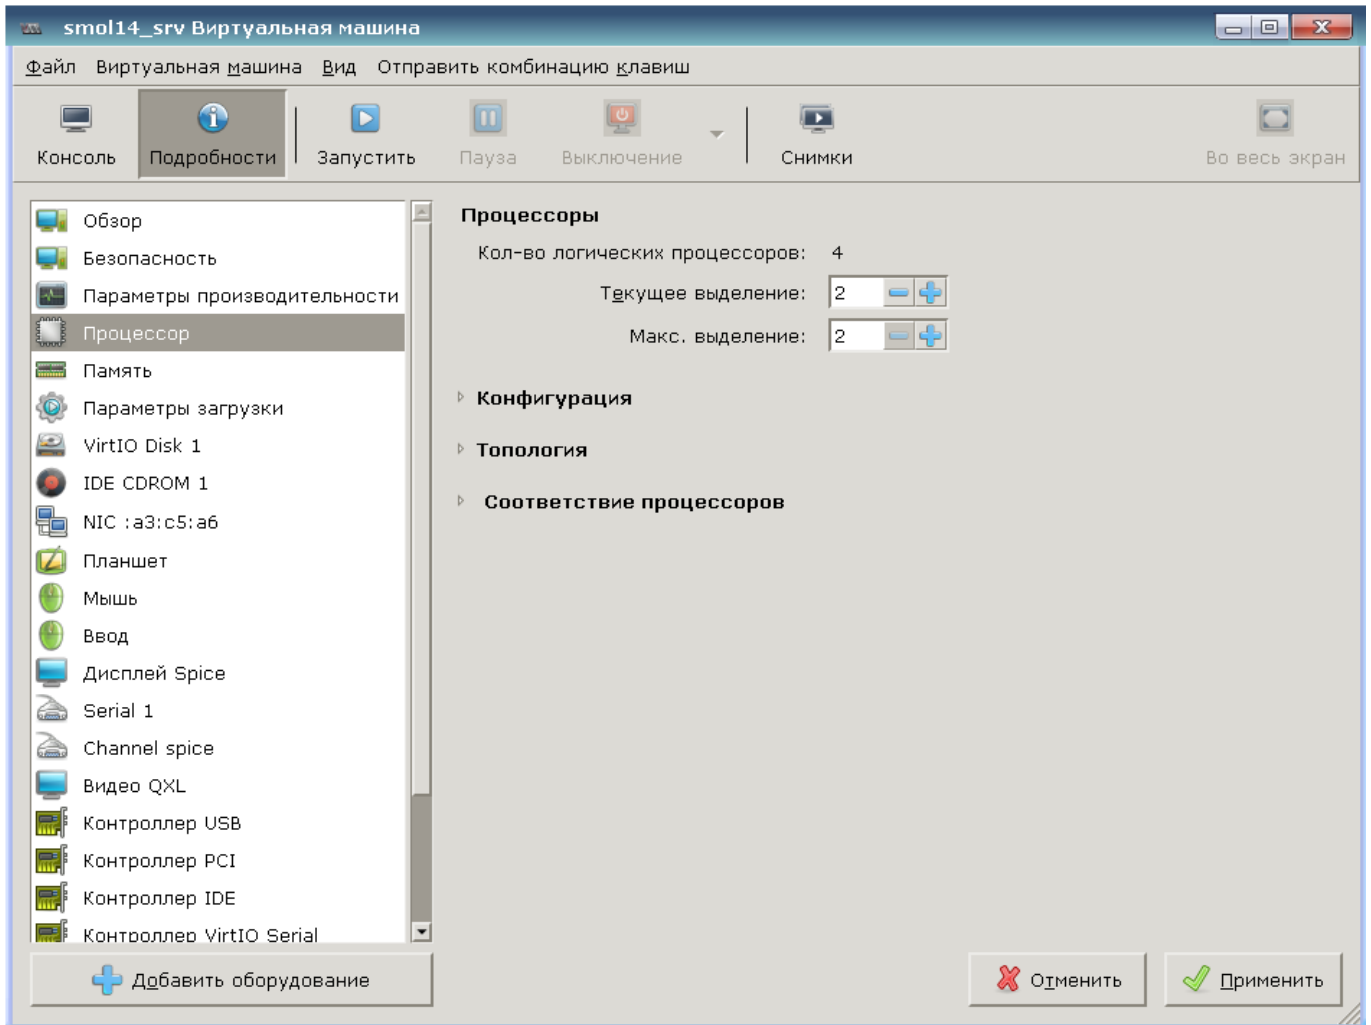 smol14_srv Виртуальная машина
Файл Виртуальная машина Вид Отправить комбинацию клавиш
Консоль Подробности Запустить Пауза Выключение Снимки Во весь экран
Обзор
Безопасность
Параметры производительности
Процессор
Память
Параметры загрузки
VirtIO Disk 1
IDE CDROM 1
NIC :a3:c5:a6
Планшет
Мышь
Ввод
Дисплей Spice
Serial 1
Channel spice
Видео QXL
Контроллер USB
Контроллер PCI
Контроллер IDE
Контроллер VirtIO Serial
Добавить оборудование
Процессоры
Кол-во логических процессоров: 4
Текущее выделение: 2
Макс. выделение: 2
Конфигурация
Топология
Соответствие процессоров
Отменить Применить